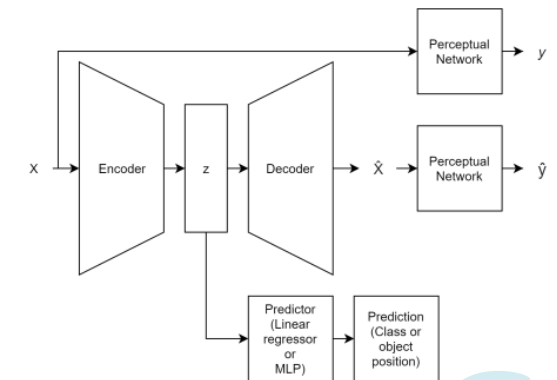 Perceptual
Network
y
X
Encoder
z
Decoder
X̂
Perceptual
Network
ŷ
Predictor
(Linear
regressor
or
MLP)
Prediction
(Class or
object
position)